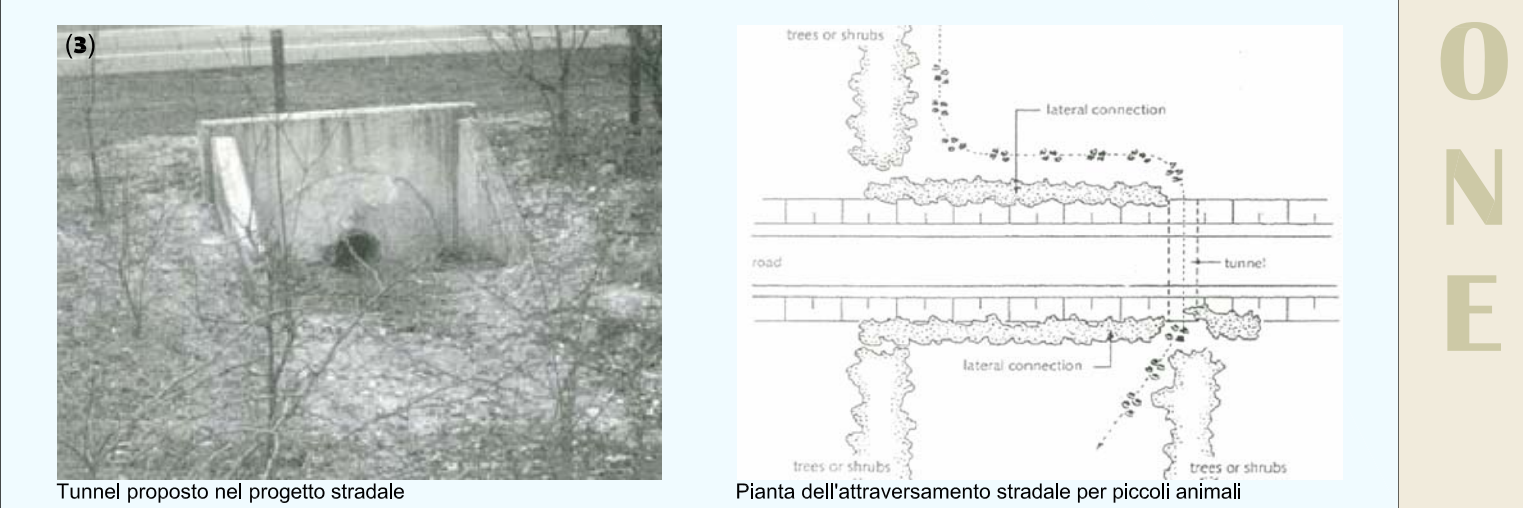 (3)
Tunnel proposto nel progetto stradale
trees or shrubs
lateral connection
road
tunnel
lateral connection
trees or shrubs
trees or shrubs
Pianta dell'attraversamento stradale per piccoli animali
O
N
E